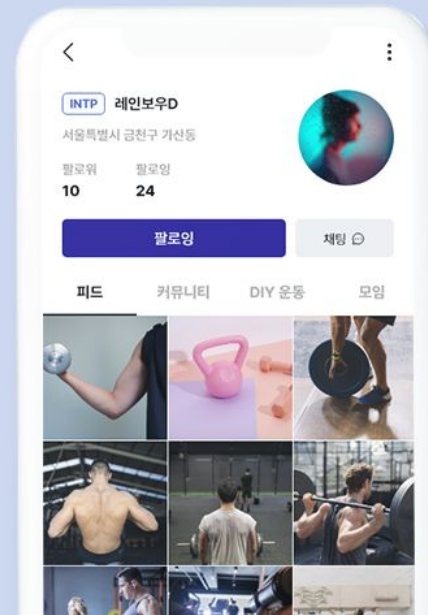 INTP 레인보우D
서울특별시 금천구 가산동
팔로워 팔로잉
10 24
팔로잉 채팅
피드 커뮤니티 DIY 운동 모임